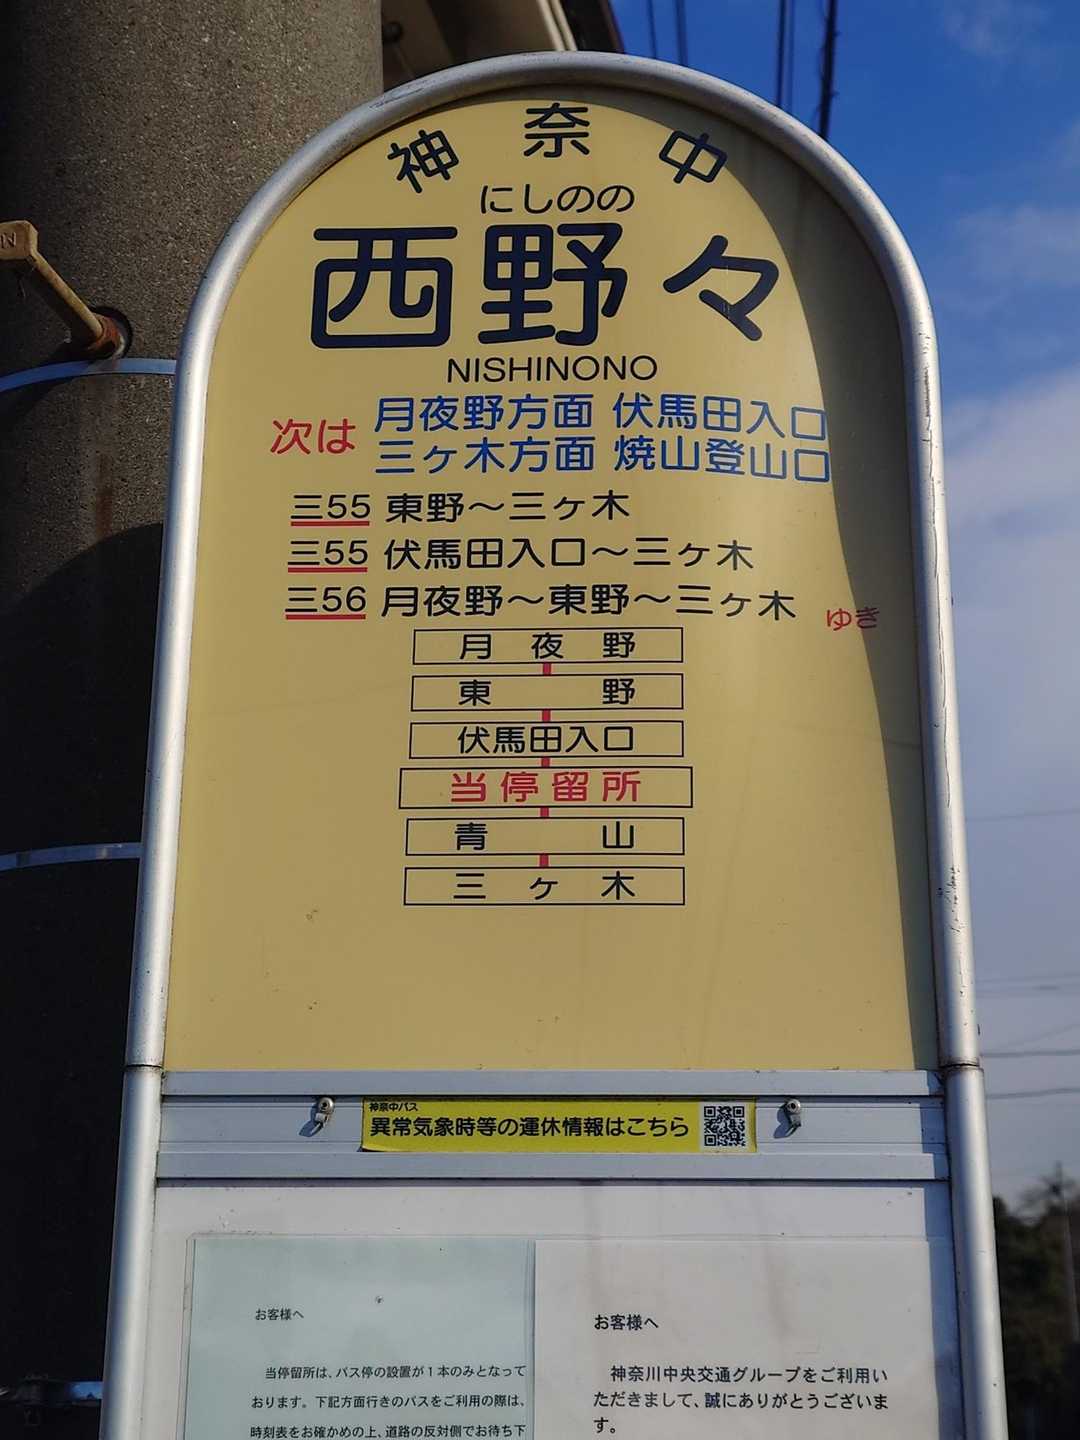 神奈中
にしのの
西野々
NISHINONO
次は 月夜野方面 伏馬田入口
三ヶ木方面 焼山登山口
三55 東野～三ヶ木
三55 伏馬田入口～三ヶ木
三56 月夜野～東野～三ヶ木 ゆき
月夜野
東野
伏馬田入口
当停留所
青山
三ヶ木
神奈中バス
異常気象時等の運休情報はこちら
お客様へ
当停留所は、バス停の設置が1本のみとなって
おります。下記方面行きのバスをご利用の際は、
時刻表をお確かめの上、道路の反対側でお待ち下
お客様へ
神奈川中央交通グループをご利用い
ただきまして、誠にありがとうございま
す。